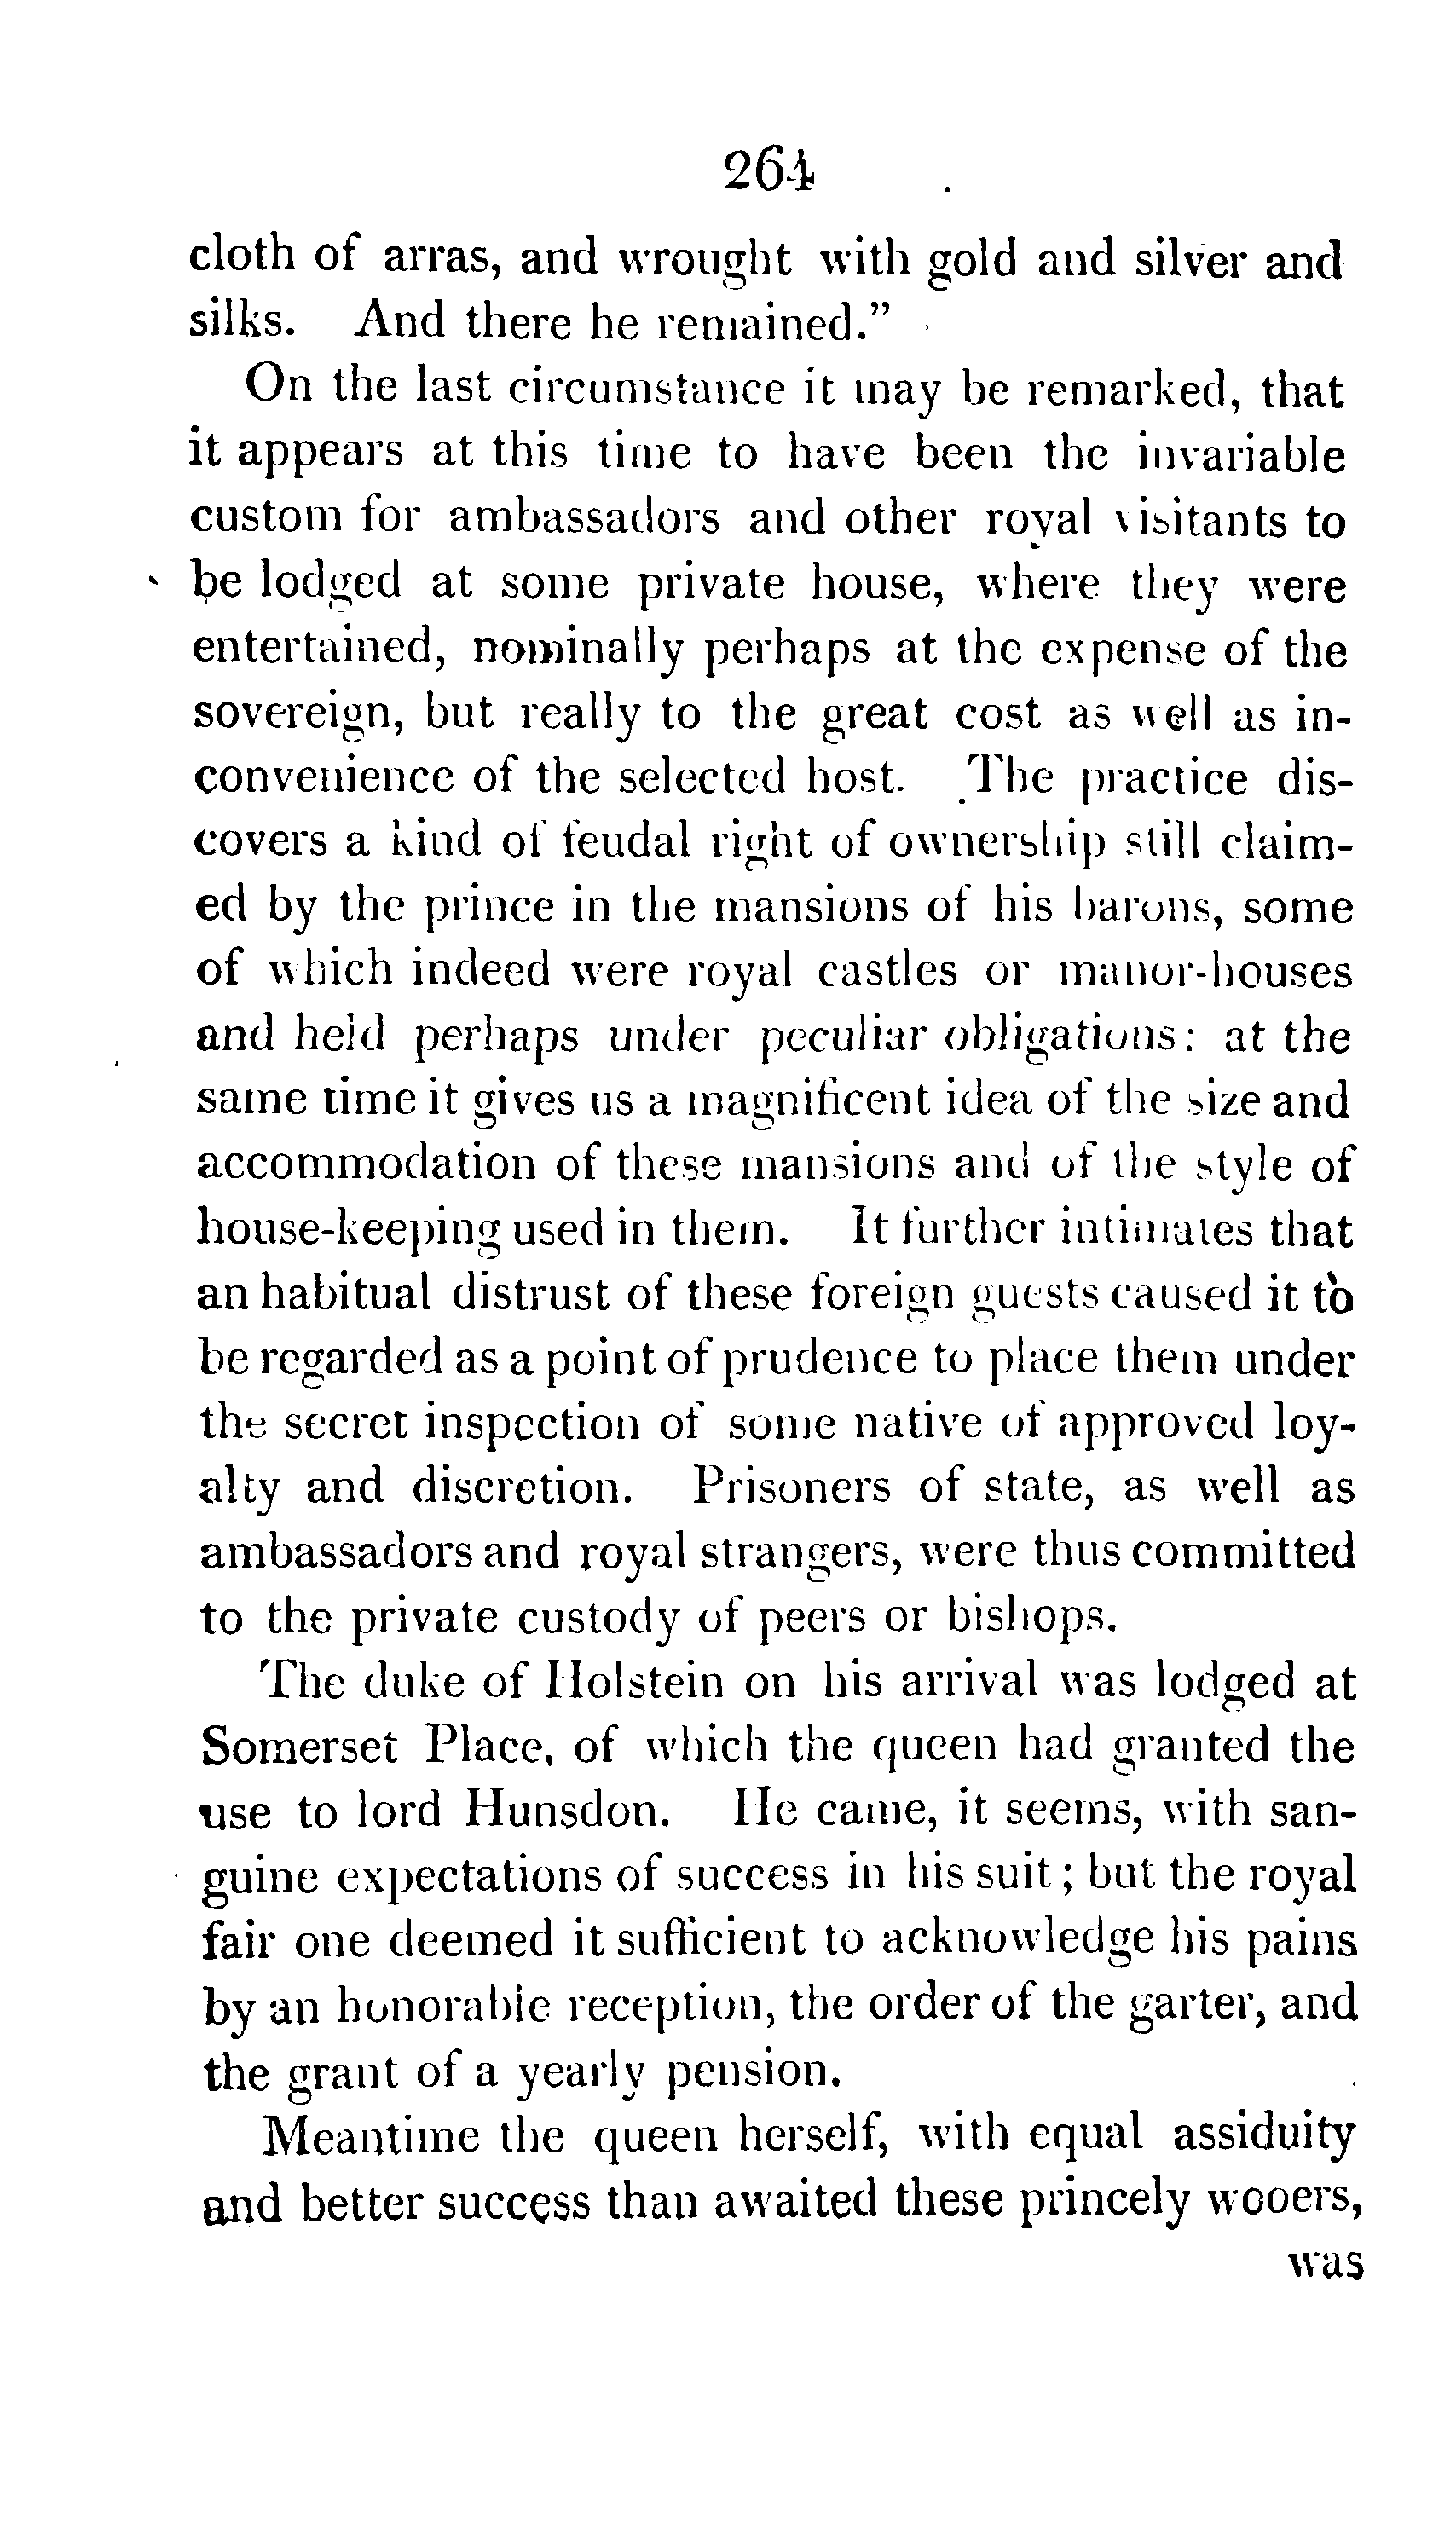 264
cloth of arras, and wrought with gold and silver and
silks. And there he remained."
On the last circumstance it may be remarked, that
it appears at this time to have been the invariable
custom for ambassadors and other royal visitants to
be lodged at some private house, where they were
entertained, nominally perhaps at the expense of the
sovereign, but really to the great cost as well as in-
convenience of the selected host. The practice dis-
covers a kind of feudal right of ownership still claim-
ed by the prince in the mansions of his barons, some
of which indeed were royal castles or manor-houses
and held perhaps under peculiar obligations: at the
same time it gives us a magnificent idea of the size and
accommodation of these mansions and of the style of
house-keeping used in them. It further intimates that
an habitual distrust of these foreign guests caused it to
be regarded as a point of prudence to place them under
the secret inspection of some native of approved loy-
alty and discretion. Prisoners of state, as well as
ambassadors and royal strangers, were thus committed
to the private custody of peers or bishops.
The duke of Holstein on his arrival was lodged at
Somerset Place, of which the queen had granted the
use to lord Hunsdon. He came, it seems, with san-
guine expectations of success in his suit; but the royal
fair one deemed it sufficient to acknowledge his pains
by an honorable reception, the order of the garter, and
the grant of a yearly pension.
Meantime the queen herself, with equal assiduity
and better success than awaited these princely wooers,
was